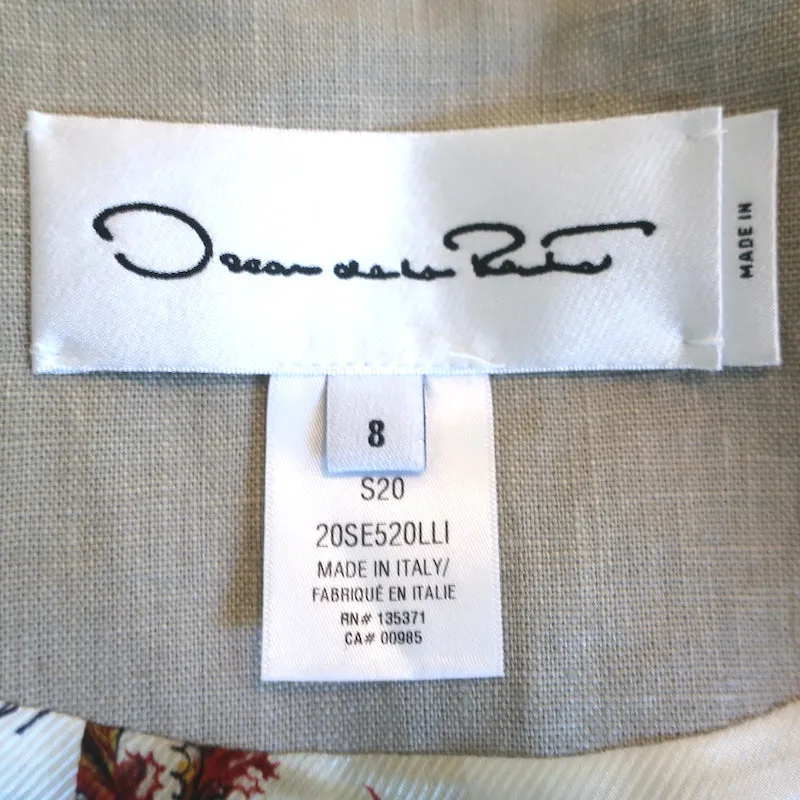 Oscar de la Renta
MADE IN
8
S20
20SE520LLI
MADE IN ITALY/
FABRIQUÉ EN ITALIE
RN# 135371
CA# 00985